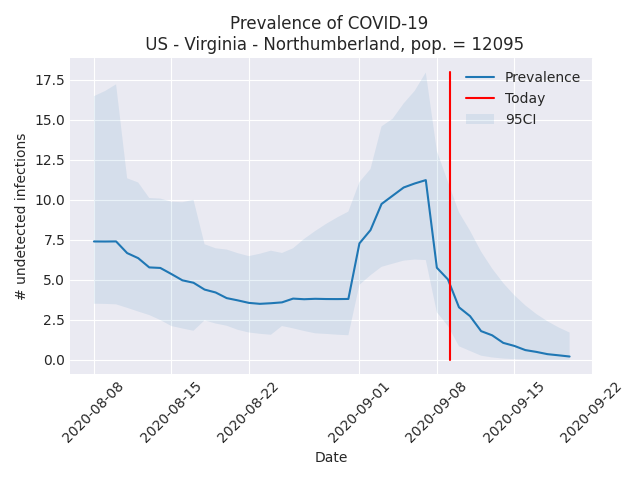 Prevalence of COVID-19
US - Virginia - Northumberland, pop. = 12095
17.5
15.0
12.5
10.0
7.5
5.0
2.5
0.0
# undetected infections
Prevalence
Today
95CI
2020-08-08
2020-08-15
2020-08-22
2020-09-01
2020-09-08
2020-09-15
2020-09-22
Date